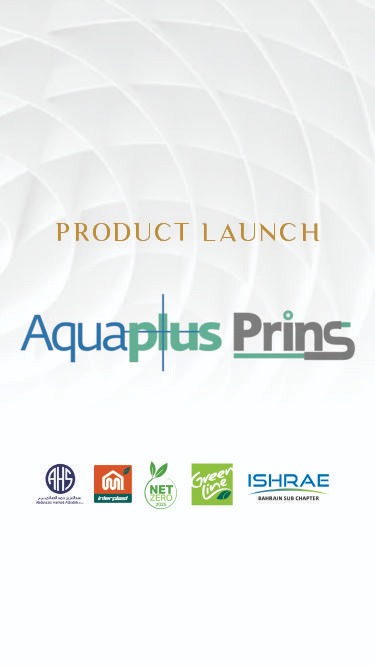 PRODUCT LAUNCH
Aquaplus Prins
AHS
interplast
NET
ZERO
Green
Line
ISHRAE
BAHRAIN SUB CHAPTER